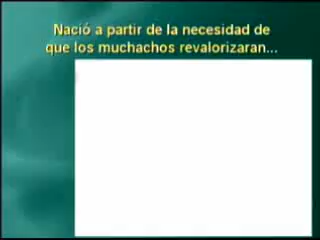 Nació a partir de la necesidad de
que los muchachos revalorizaran...